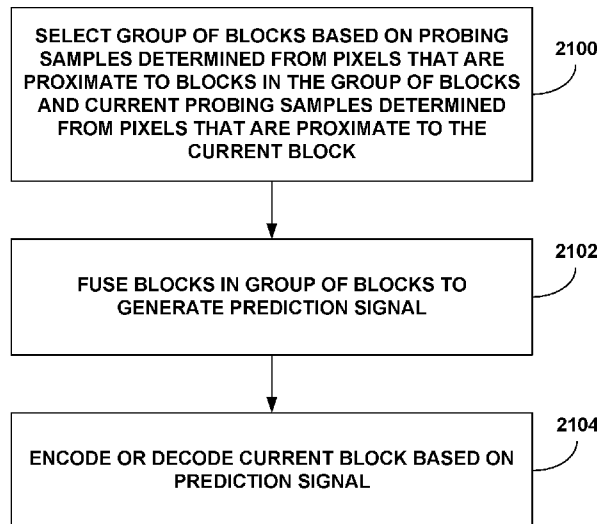 SELECT GROUP OF BLOCKS BASED ON PROBING
SAMPLES DETERMINED FROM PIXELS THAT ARE
PROXIMATE TO BLOCKS IN THE GROUP OF BLOCKS
AND CURRENT PROBING SAMPLES DETERMINED
FROM PIXELS THAT ARE PROXIMATE TO THE
CURRENT BLOCK
2100
FUSE BLOCKS IN GROUP OF BLOCKS TO
GENERATE PREDICTION SIGNAL
2102
ENCODE OR DECODE CURRENT BLOCK BASED ON
PREDICTION SIGNAL
2104